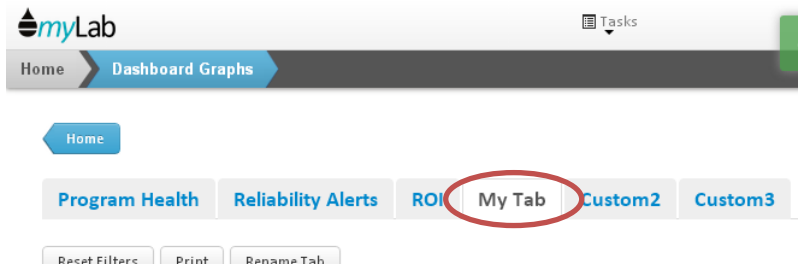 myLab
Tasks
Home Dashboard Graphs
Home
Program Health Reliability Alerts ROI My Tab Custom2 Custom3
Reset Filters Print Rename Tab